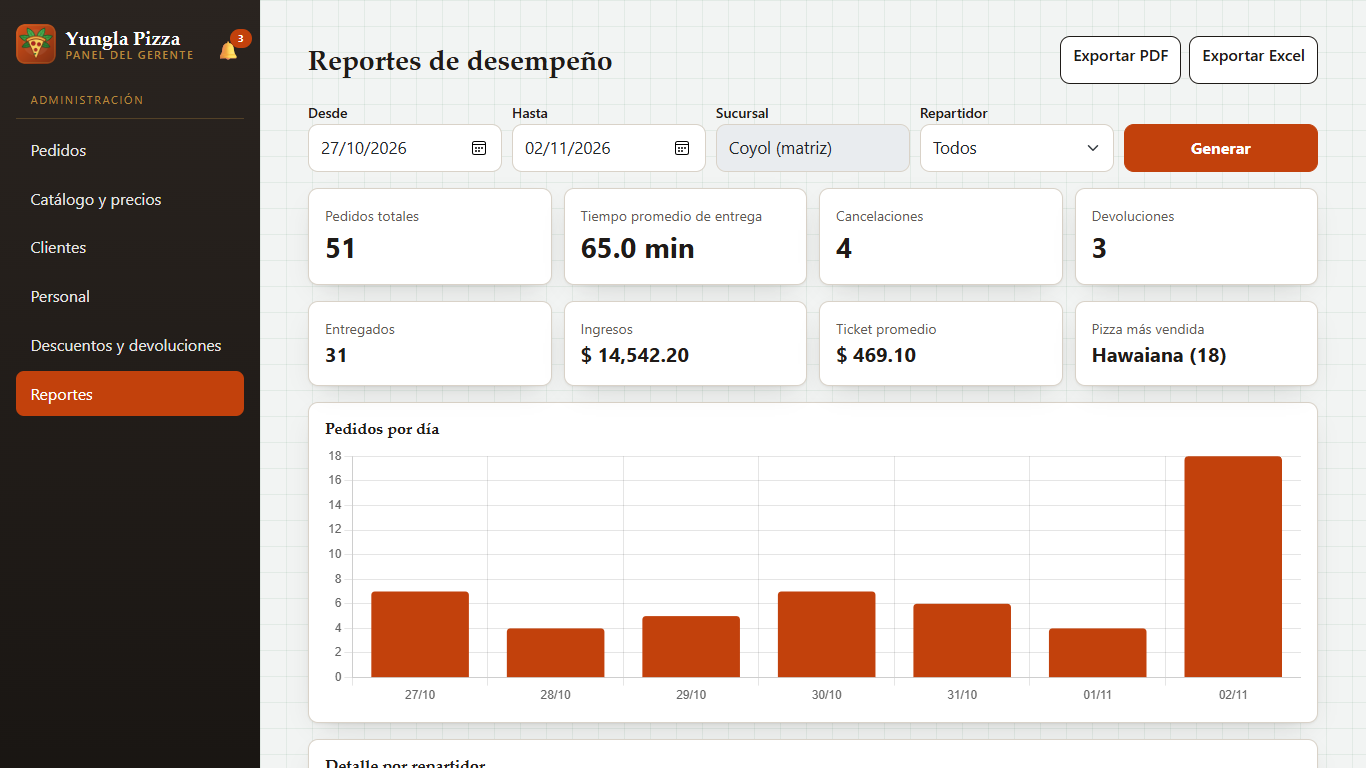 Yungla Pizza
PANEL DEL GERENTE
3
ADMINISTRACIÓN
Pedidos
Catálogo y precios
Clientes
Personal
Descuentos y devoluciones
Reportes
Reportes de desempeño
Exportar PDF
Exportar Excel
Desde
Hasta
Sucursal
Repartidor
27/10/2026
02/11/2026
Coyol (matriz)
Todos
Generar
Pedidos totales
51
Tiempo promedio de entrega
65.0 min
Cancelaciones
4
Devoluciones
3
Entregados
31
Ingresos
$ 14,542.20
Ticket promedio
$ 469.10
Pizza más vendida
Hawaiana (18)
Pedidos por día
18
16
14
12
10
8
6
4
2
0
27/10
28/10
29/10
30/10
31/10
01/11
02/11
Detalle por repartidor